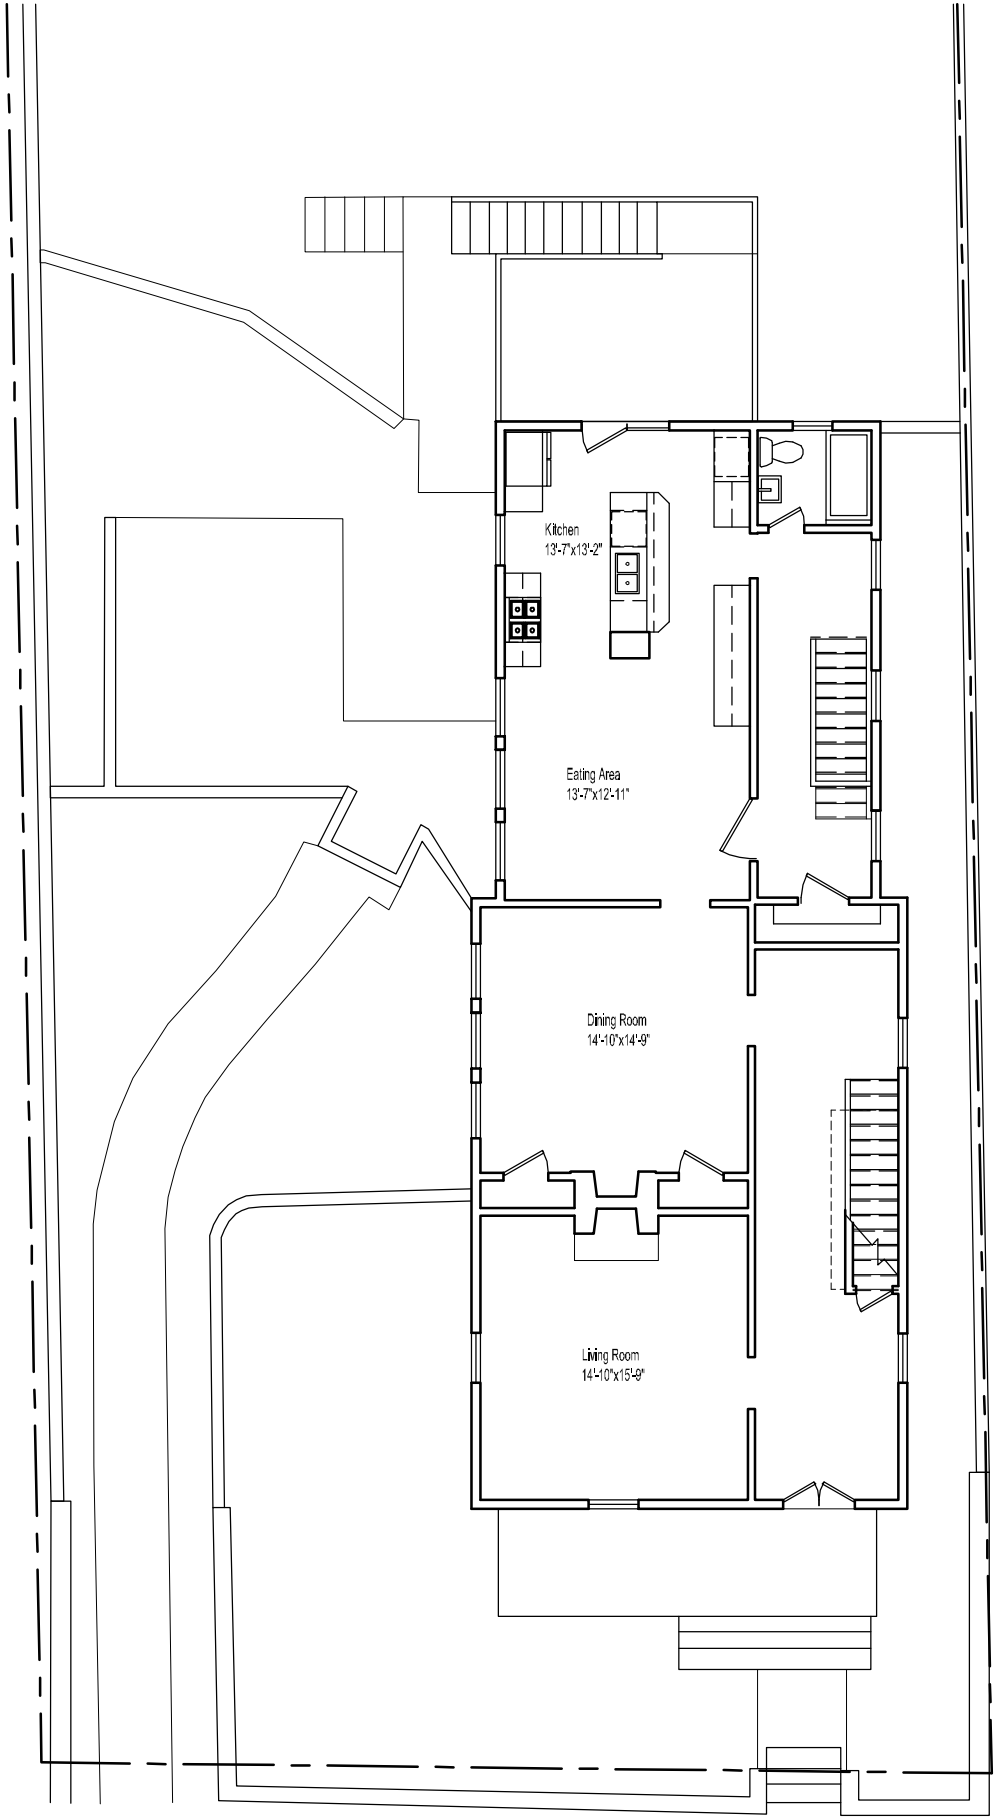 Kitchen
13'-7"x13'-2"
Eating Area
13'-7"x12'-11"
Dining Room
14'-10"x14'-9"
Living Room
14'-10"x15'-9"